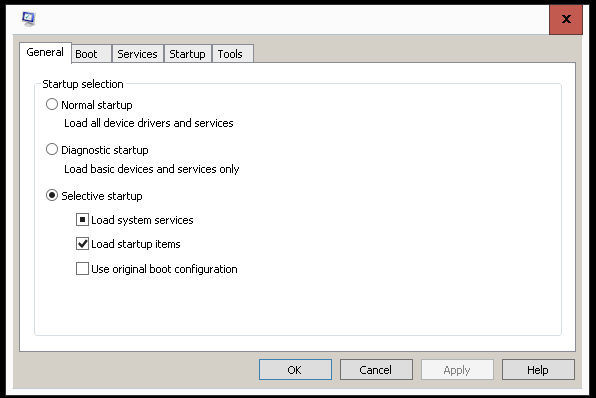 x
General Boot Services Startup Tools
Startup selection
Normal startup
Load all device drivers and services
Diagnostic startup
Load basic devices and services only
Selective startup
Load system services
Load startup items
Use original boot configuration
OK Cancel Apply Help